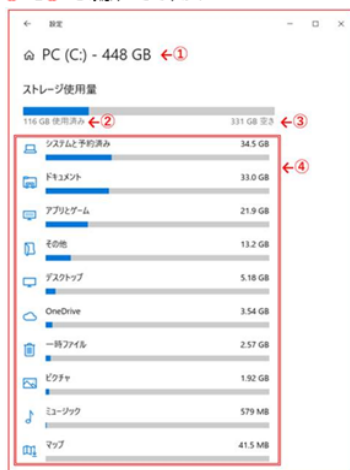 設定
PC (C:) - 448 GB ←①
ストレージ使用量
116 GB 使用済み ←② 331 GB 空き ←③
システムと予約済み 34.5 GB
←④
ドキュメント 33.0 GB
アプリとゲーム 21.9 GB
その他 13.2 GB
デスクトップ 5.18 GB
OneDrive 3.54 GB
一時ファイル 2.57 GB
ピクチャ 1.92 GB
ミュージック 579 MB
マップ 41.5 MB